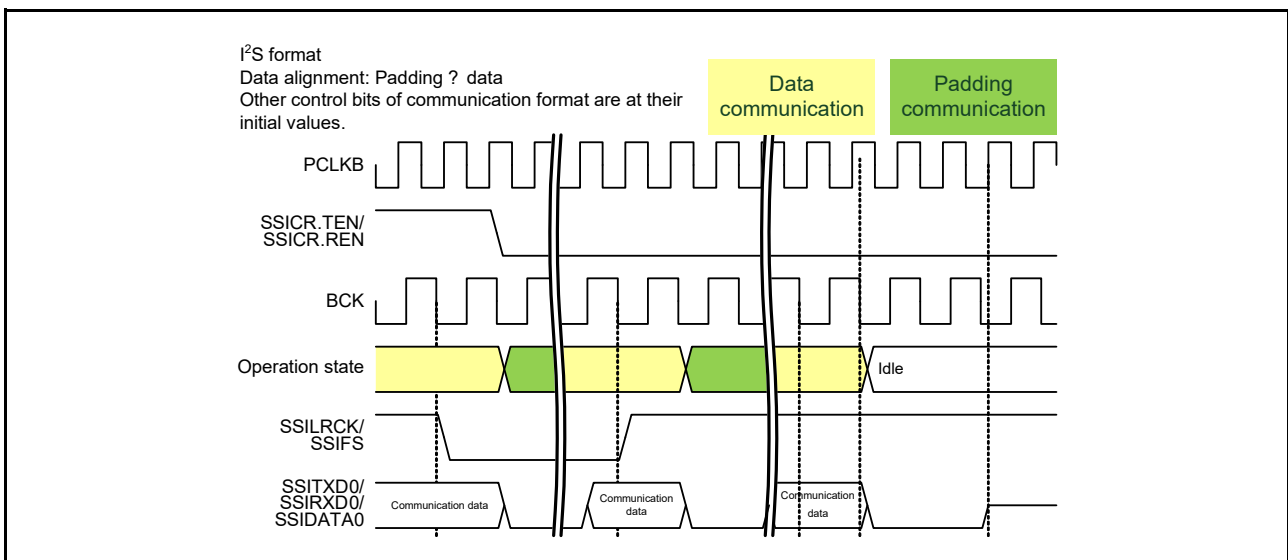 I²S format
Data alignment: Padding ? data
Other control bits of communication format are at their
initial values.
Data
communication
Padding
communication
PCLKB
SSICR.TEN/
SSICR.REN
BCK
Operation state
Idle
SSILRCK/
SSIFS
SSITXD0/
SSIRXD0/
SSIDATA0
Communication data
Communication
data
Communication
data